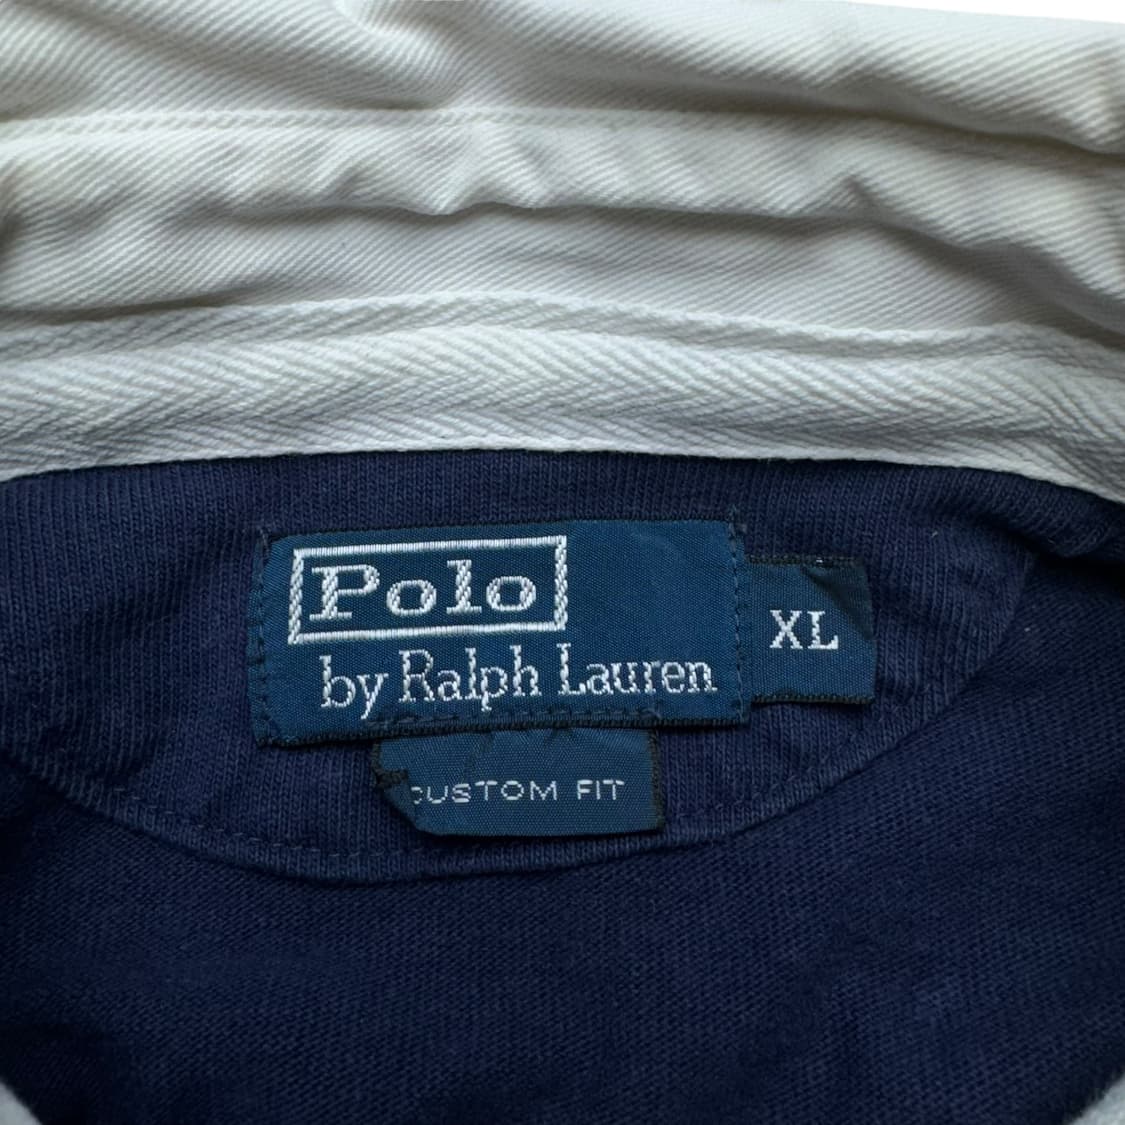 Polo
by Ralph Lauren
XL
CUSTOM FIT